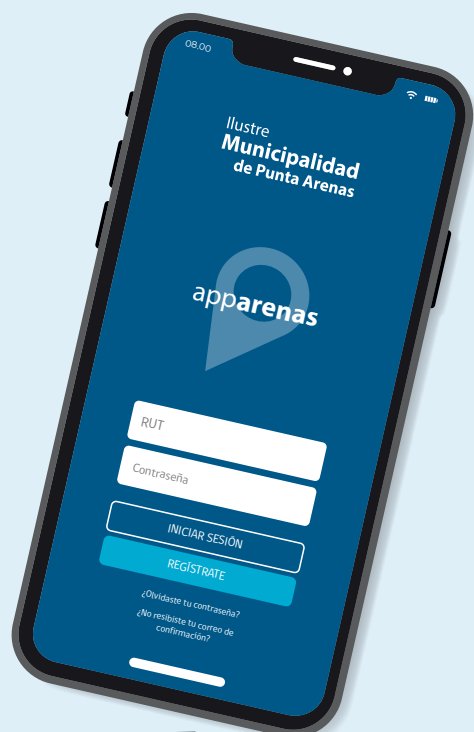 08.00
Ilustre
Municipalidad
de Punta Arenas
apparenas
RUT
Contraseña
INICIAR SESIÓN
REGÍSTRATE
¿Olvidaste tu contraseña?
¿No resibiste tu correo de
confirmación?